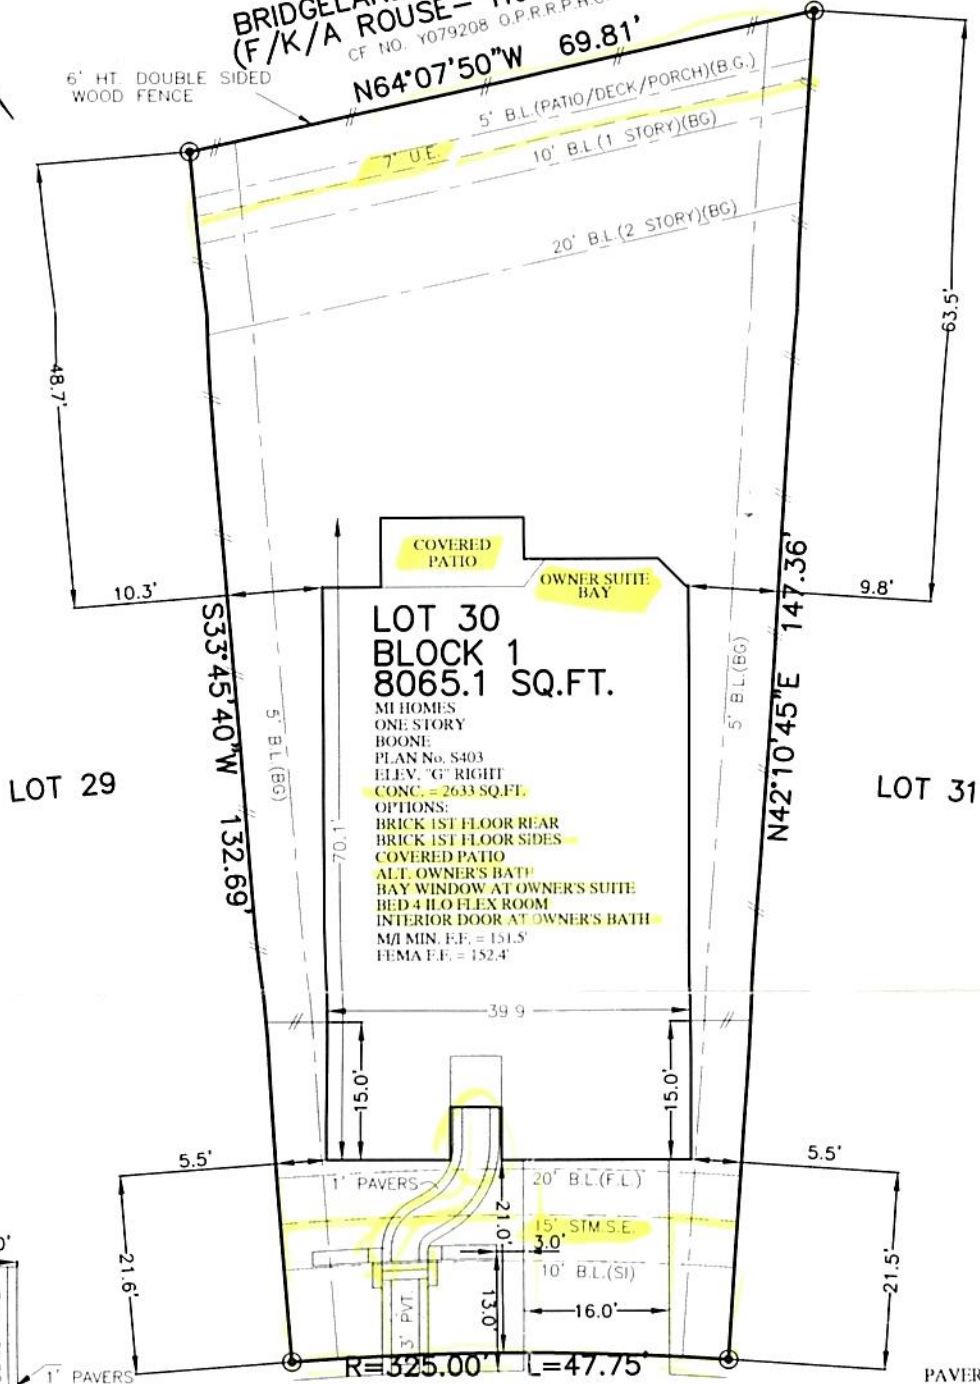 (F/K/A ROUSE-
CF NO. Y079208
6' HT. DOUBLE SIDED
WOOD FENCE
N64°07'50"W 69.81'
5' B.L.(PATIO/DECK/PORCH)(B.G.)
7' U.E.
10' B.L.(1 STORY)(BG)
20' B.L.(2 STORY)(BG)
48.7'
63.5'
COVERED
PATIO
OWNER SUITE
BAY
10.3'
9.8'
LOT 30
BLOCK 1
8065.1 SQ.FT.
MI HOMES
ONE STORY
BOONE
PLAN No. S403
ELEV. "G" RIGHT
CONC. = 2633 SQ.FT.
OPTIONS:
BRICK 1ST FLOOR REAR
BRICK 1ST FLOOR SIDES
COVERED PATIO
ALT. OWNER'S BATH
BAY WINDOW AT OWNER'S SUITE
BED 4 ILO FLEX ROOM
INTERIOR DOOR AT OWNER'S BATH
M/I MIN. F.F. = 151.5'
FEMA F.F. = 152.4'
S33°45'40"W 132.69'
5' B.L.(BG)
70.1'
5' B.L.(BG)
N42°10'45"E 147.36'
LOT 29
LOT 31
39.9
15.0'
15.0'
5.5'
5.5'
1' PAVERS
20' B.L.(F.L.)
21.0'
15' STM.S.E.
3.0'
10' B.L.(SI)
21.6'
21.5'
13.0'
16.0'
3' PVT.
R=325.00' L=47.75'
1' PAVERS
PAVER